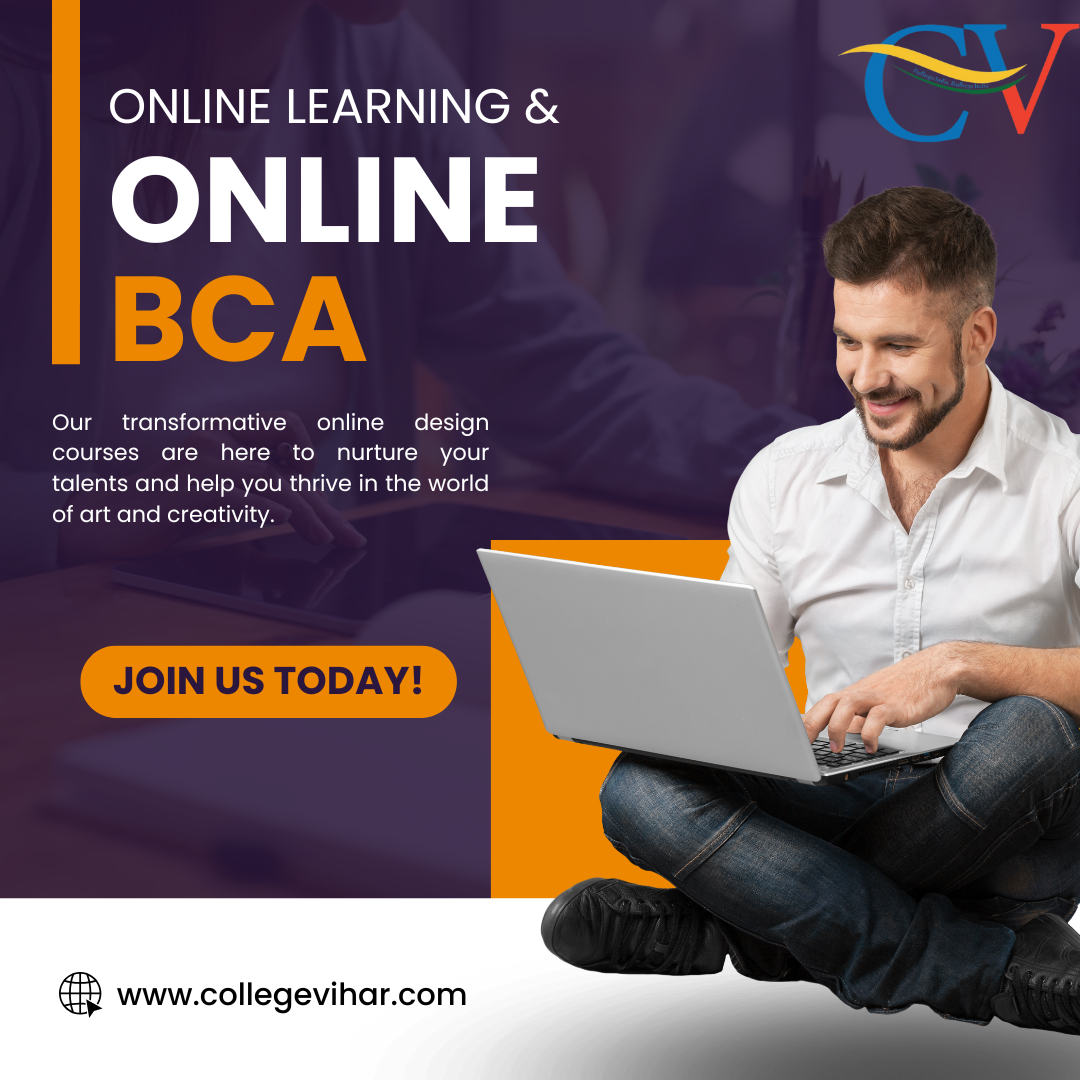 CV
ONLINE LEARNING &
ONLINE
BCA
Our transformative online design
courses are here to nurture your
talents and help you thrive in the world
of art and creativity.
JOIN US TODAY!
www.collegevihar.com